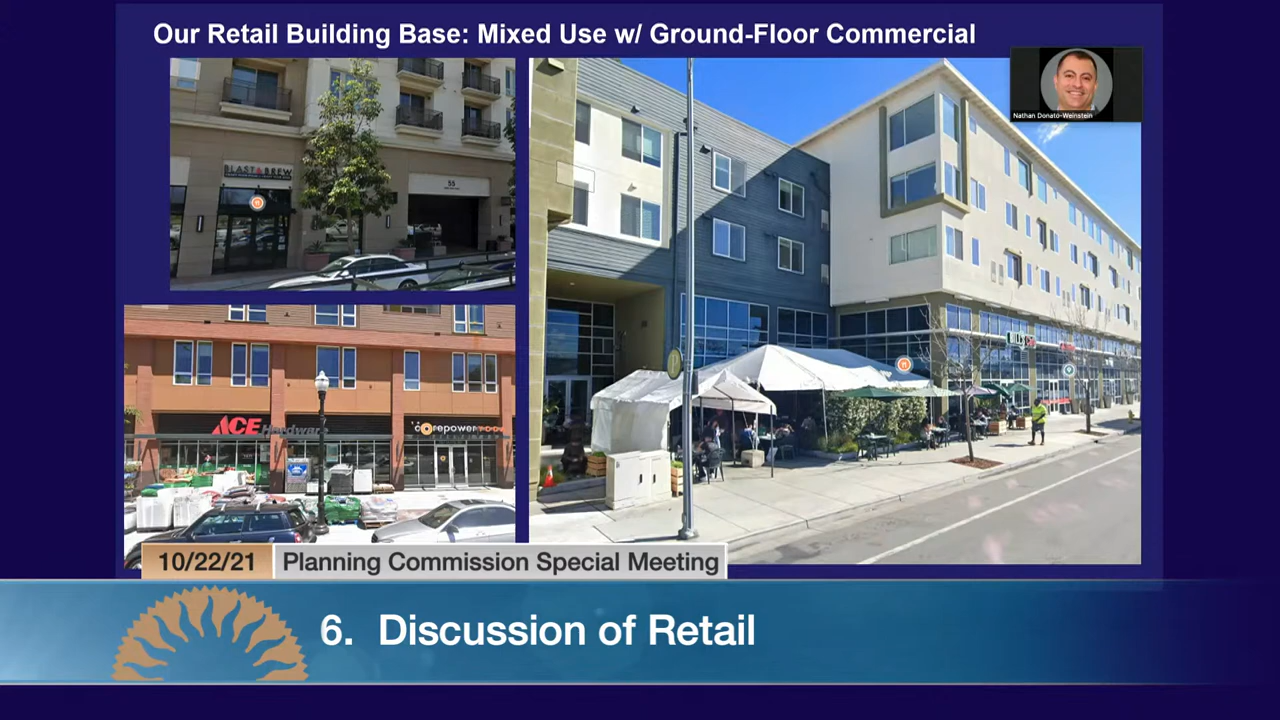 Our Retail Building Base: Mixed Use w/ Ground-Floor Commercial
Nathan Donato-Weinstein
BLAST & BREW
55
ACE Hardware
corepower
10/22/21 Planning Commission Special Meeting
6. Discussion of Retail